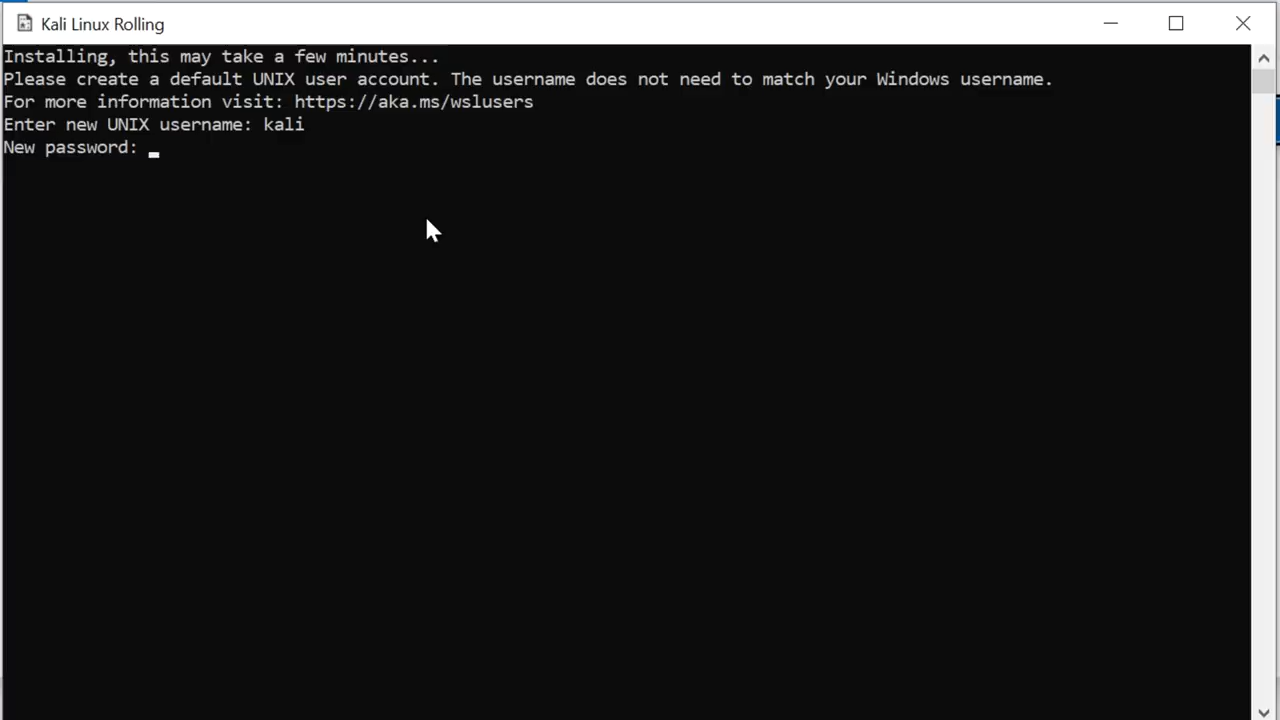 Kali Linux Rolling
Installing, this may take a few minutes...
Please create a default UNIX user account. The username does not need to match your Windows username.
For more information visit: https://aka.ms/wslusers
Enter new UNIX username: kali
New password: